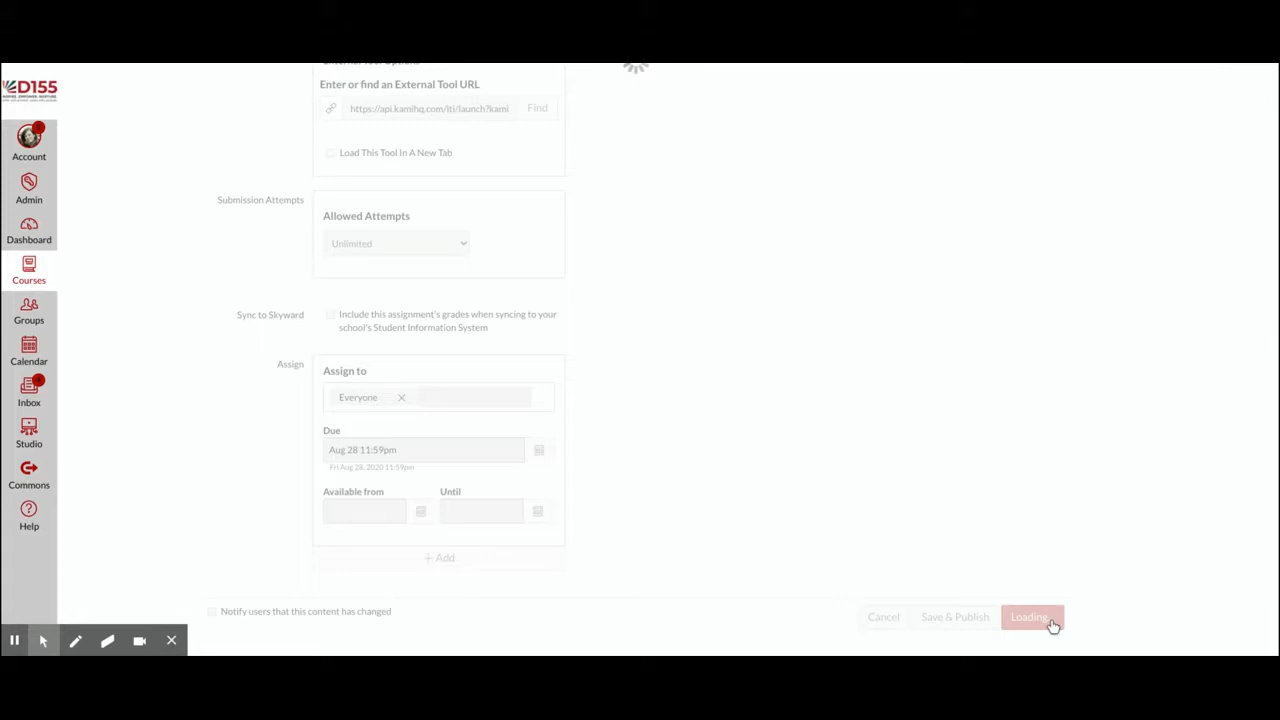 D155
Account
Admin
Dashboard
Courses
Groups
Calendar
Inbox
Studio
Commons
Help
External Tool Options
Enter or find an External Tool URL
https://api.kamihq.com/lti/launch?kami
Find
Load This Tool In A New Tab
Submission Attempts
Allowed Attempts
Unlimited
Sync to Skyward
Include this assignment's grades when syncing to your
school's Student Information System
Assign
Assign to
Everyone
Due
Aug 28 11:59pm
Fri Aug 28, 2020 11:59pm
Available from
Until
+ Add
Notify users that this content has changed
Cancel
Save & Publish
Loading...